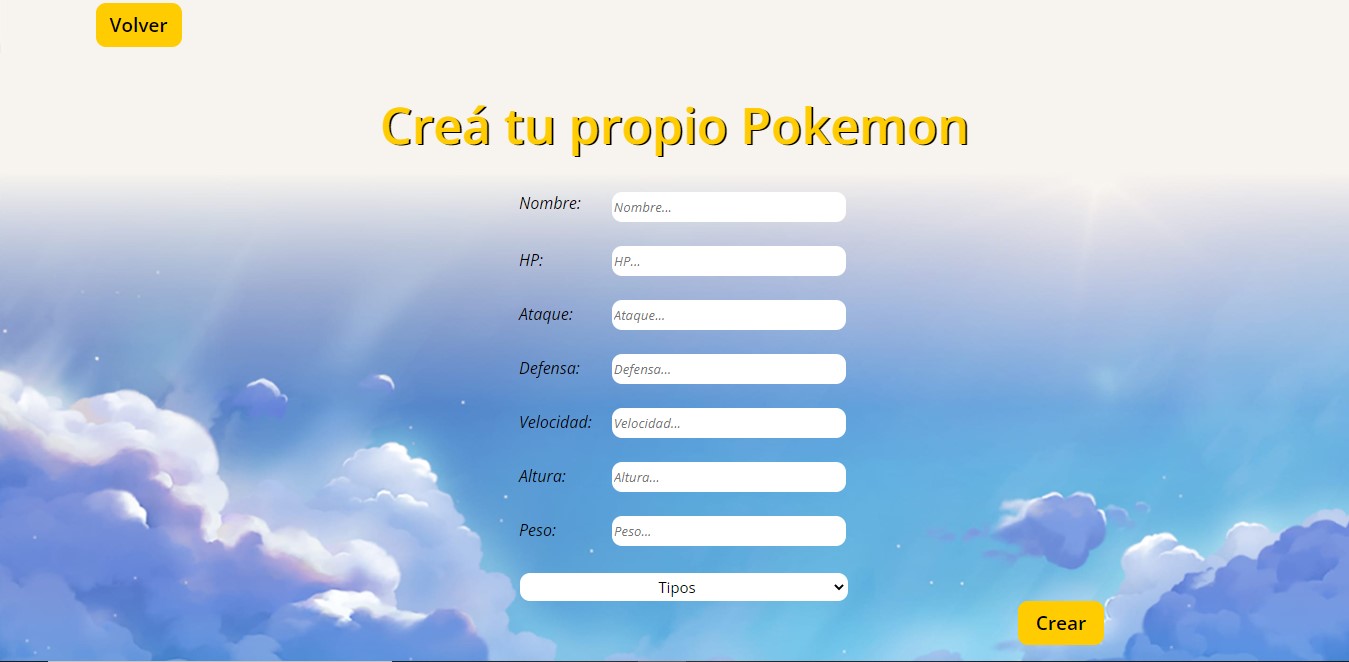 Volver
Creá tu propio Pokemon
Nombre: Nombre...
HP: HP...
Ataque: Ataque...
Defensa: Defensa...
Velocidad: Velocidad...
Altura: Altura...
Peso: Peso...
Tipos
Crear